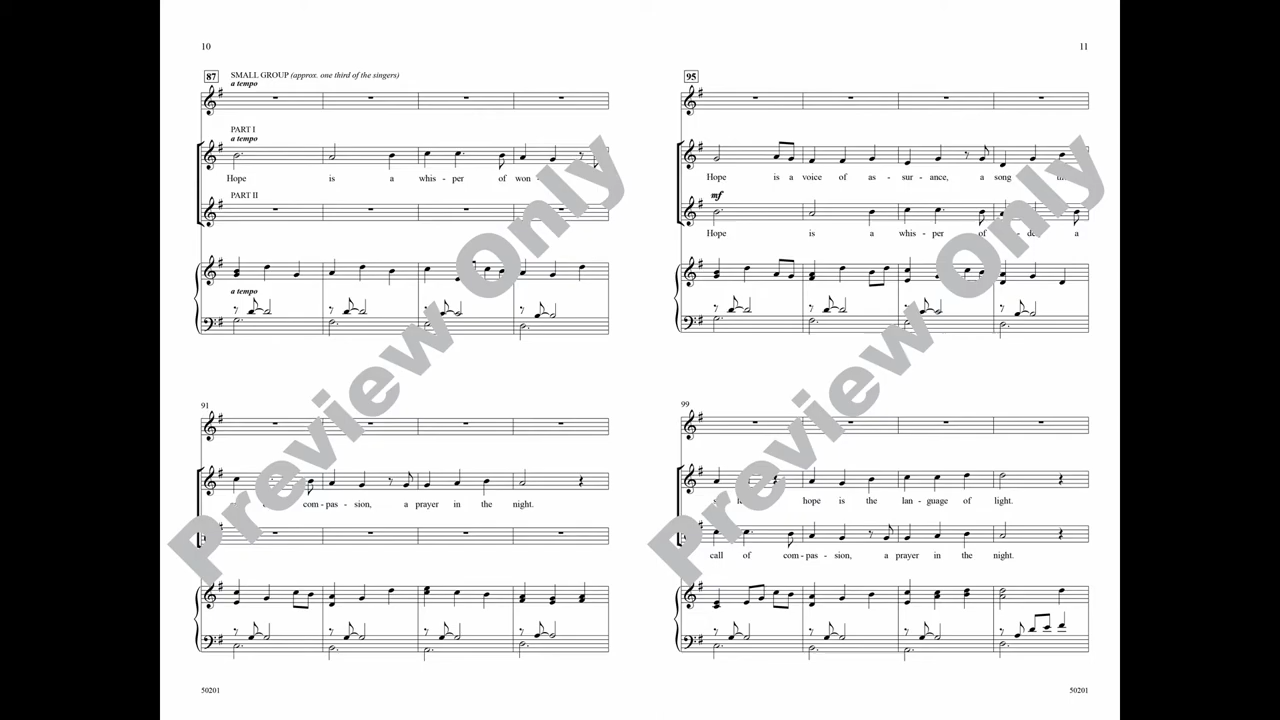 10
87 SMALL GROUP (approx. one third of the singers)
a tempo
PART I
a tempo
Hope is a whis - per of won -
PART II
a tempo
91
com - pas - sion, a prayer in the night.
50201
11
95
Hope is a voice of as - sur - ance, a song
mf
Hope is a whis - per of a
99
hope is the lan - guage of light.
call of com - pas - sion, a prayer in the night.
50201
Preview Only
Preview Only